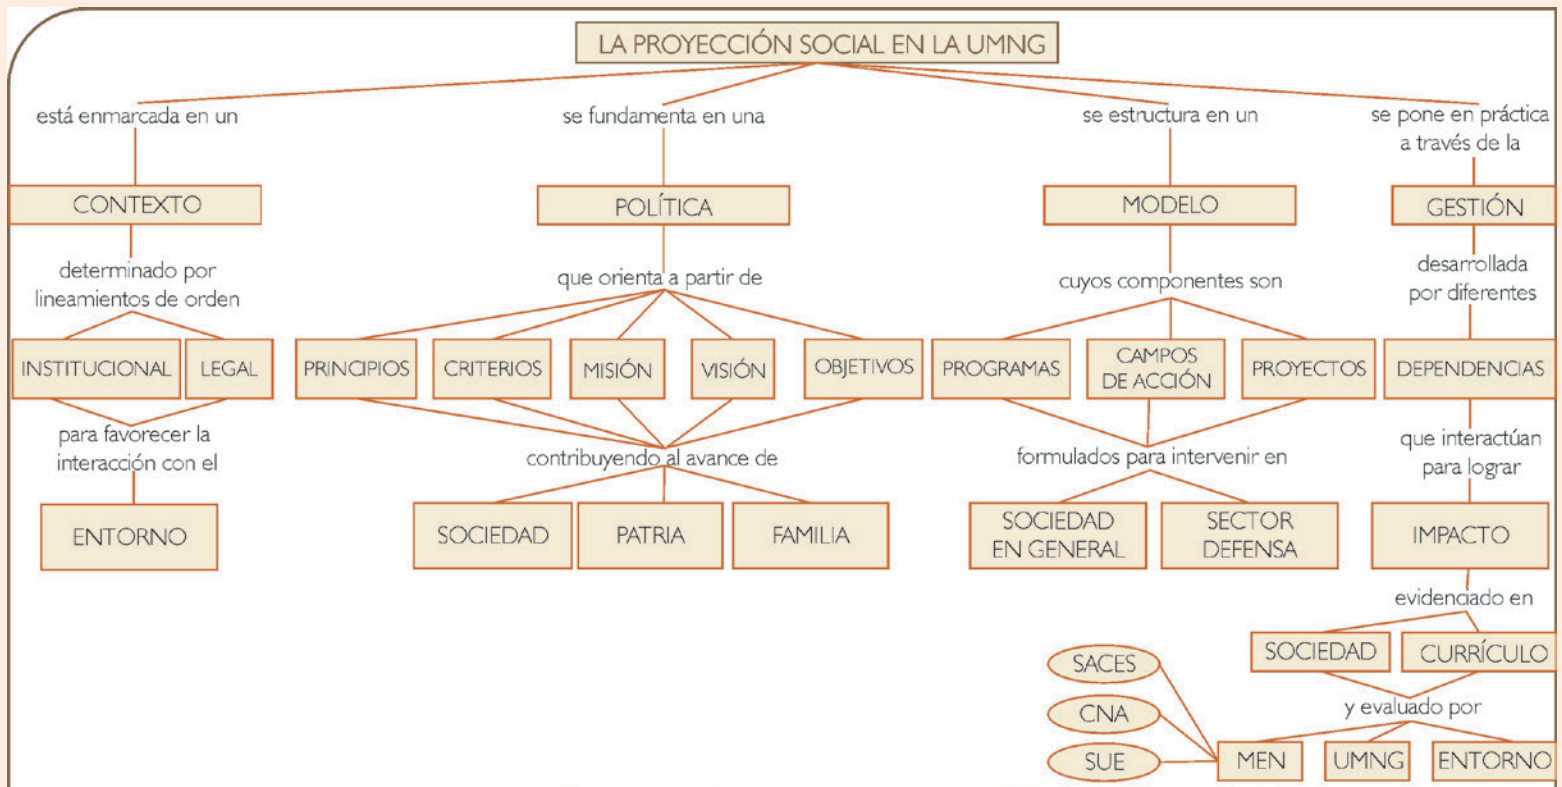 LA PROYECCIÓN SOCIAL EN LA UMNG
está enmarcada en un
se fundamenta en una
se estructura en un
se pone en práctica
a través de la
CONTEXTO
POLÍTICA
MODELO
GESTIÓN
determinado por
lineamientos de orden
que orienta a partir de
cuyos componentes son
desarrollada
por diferentes
INSTITUCIONAL
LEGAL
PRINCIPIOS
CRITERIOS
MISIÓN
VISIÓN
OBJETIVOS
PROGRAMAS
CAMPOS
DE ACCIÓN
PROYECTOS
DEPENDENCIAS
para favorecer la
interacción con el
contribuyendo al avance de
formulados para intervenir en
que interactúan
para lograr
ENTORNO
SOCIEDAD
PATRIA
FAMILIA
SOCIEDAD
EN GENERAL
SECTOR
DEFENSA
IMPACTO
evidenciado en
SOCIEDAD
CURRÍCULO
y evaluado por
SACES
CNA
SUE
MEN
UMNG
ENTORNO